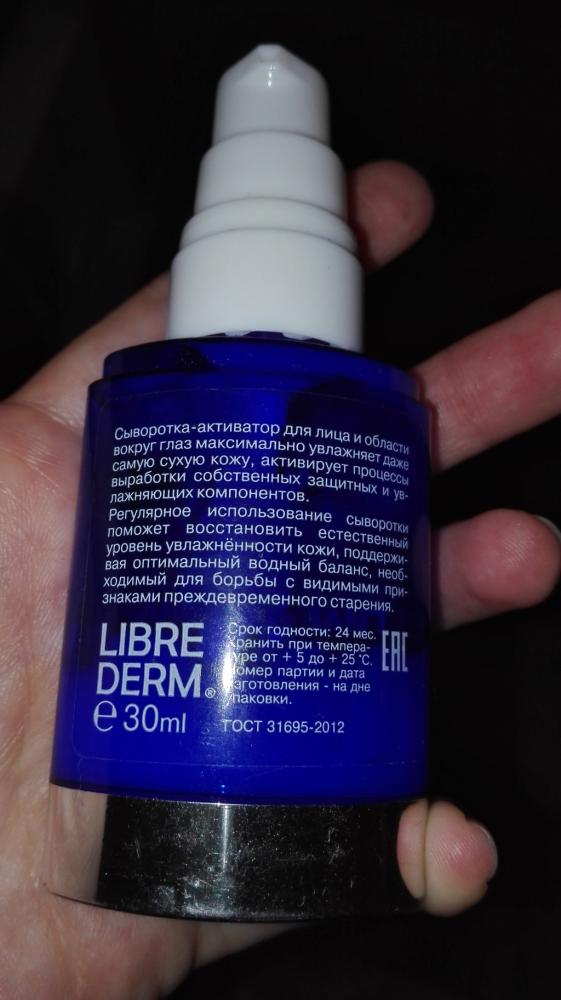 Сыворотка-активатор для лица и области
вокруг глаз максимально увлажняет даже
самую сухую кожу, активирует процессы
выработки собственных защитных и ув-
лажняющих компонентов.
Регулярное использование сыворотки
поможет восстановить естественный
уровень увлажнённости кожи, поддержи-
вая оптимальный водный баланс, необ-
ходимый для борьбы с видимыми при-
знаками преждевременного старения.
LIBRE
DERM®
℮ 30ml
Срок годности: 24 мес.
Хранить при темпера-
туре от + 5 до + 25 °C.
Номер партии и дата
изготовления - на дне
упаковки.
EAC
ГОСТ 31695-2012